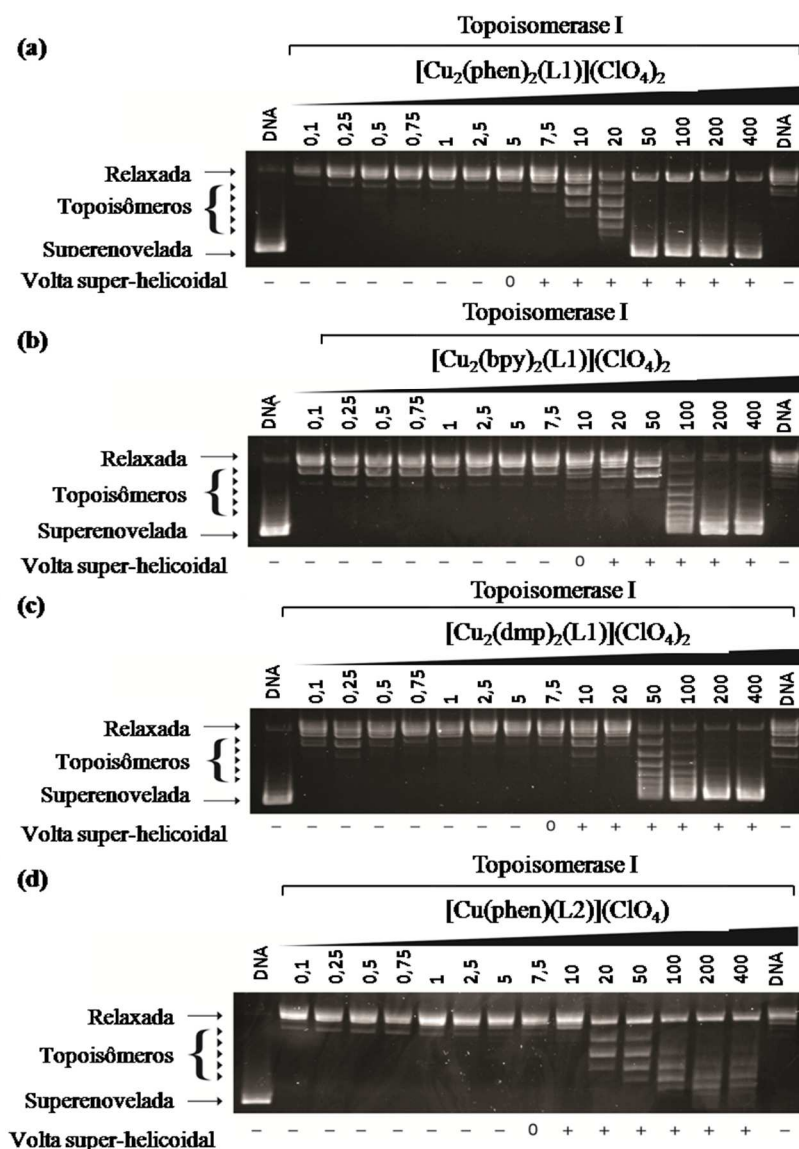 (a)
Topoisomerase I
[Cu₂(phen)₂(L1)](ClO₄)₂
DNA 0,1 0,25 0,5 0,75 1 2,5 5 7,5 10 20 50 100 200 400 DNA
Relaxada
Topoisômeros
Superenovelada
Volta super-helicoidal − − − − − − − 0 + + + + + + + −
(b)
Topoisomerase I
[Cu₂(bpy)₂(L1)](ClO₄)₂
DNA 0,1 0,25 0,5 0,75 1 2,5 5 7,5 10 20 50 100 200 400 DNA
Relaxada
Topoisômeros
Superenovelada
Volta super-helicoidal − − − − − − − − − 0 + + + + + −
(c)
Topoisomerase I
[Cu₂(dmp)₂(L1)](ClO₄)₂
DNA 0,1 0,25 0,5 0,75 1 2,5 5 7,5 10 20 50 100 200 400 DNA
Relaxada
Topoisômeros
Superenovelada
Volta super-helicoidal − − − − − − − − 0 + + + + + + −
(d)
Topoisomerase I
[Cu(phen)(L2)](ClO₄)
DNA 0,1 0,25 0,5 0,75 1 2,5 5 7,5 10 20 50 100 200 400 DNA
Relaxada
Topoisômeros
Superenovelada
Volta super-helicoidal − − − − − − − − 0 + + + + + + −